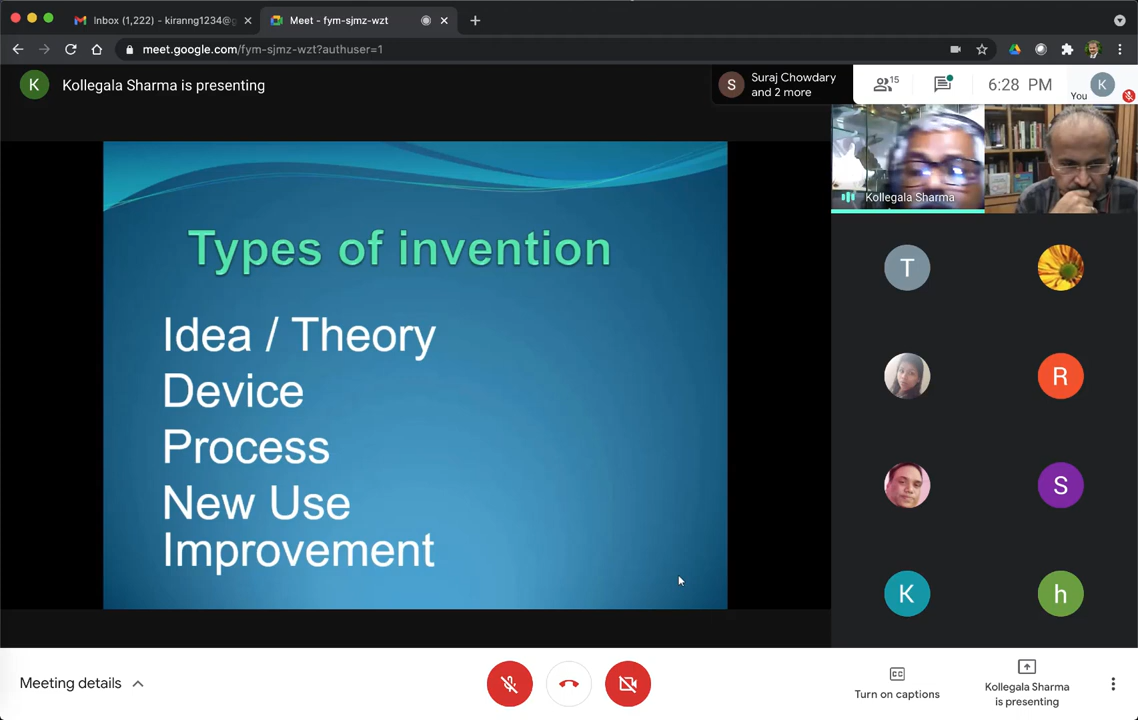 Inbox (1,222) - kiranng1234@g
Meet - fym-sjmz-wzt
meet.google.com/fym-sjmz-wzt?authuser=1
K
Kollegala Sharma is presenting
S
Suraj Chowdary
and 2 more
15
6:28 PM
You
K
Kollegala Sharma
Types of invention
Idea / Theory
Device
Process
New Use
Improvement
T
R
S
K
h
Meeting details
CC
Turn on captions
Kollegala Sharma
is presenting